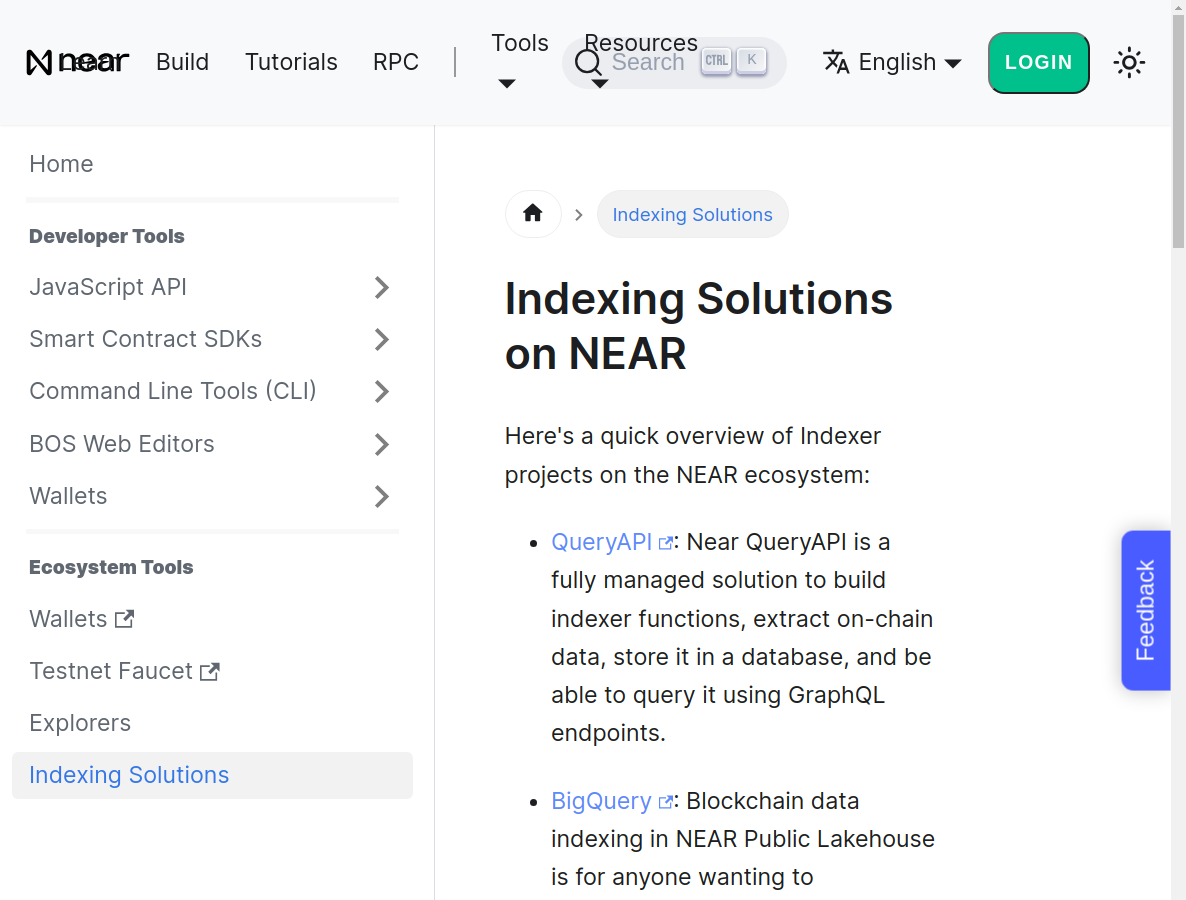 near
Learn
Build
Tutorials
RPC
Tools
Resources
Search
CTRL
K
English
LOGIN
Home
Developer Tools
JavaScript API
Smart Contract SDKs
Command Line Tools (CLI)
BOS Web Editors
Wallets
Ecosystem Tools
Wallets
Testnet Faucet
Explorers
Indexing Solutions
Indexing Solutions
Indexing Solutions
on NEAR
Here's a quick overview of Indexer
projects on the NEAR ecosystem:
QueryAPI : Near QueryAPI is a
fully managed solution to build
indexer functions, extract on-chain
data, store it in a database, and be
able to query it using GraphQL
endpoints.
BigQuery : Blockchain data
indexing in NEAR Public Lakehouse
is for anyone wanting to
Feedback